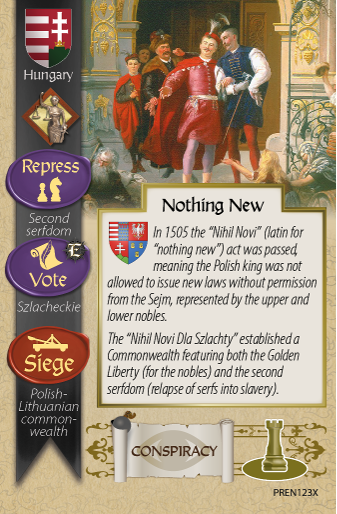 Hungary
Repress
Second
serfdom
E
Vote
Szlacheckie
Siege
Polish-
Lithuanian
common-
wealth
Nothing New
In 1505 the “Nihil Novi” (latin for
“nothing new”) act was passed,
meaning the Polish king was not
allowed to issue new laws without permission
from the Sejm, represented by the upper and
lower nobles.
The “Nihil Novi Dla Szlachty” established a
Commonwealth featuring both the Golden
Liberty (for the nobles) and the second
serfdom (relapse of serfs into slavery).
CONSPIRACY
PREN123X